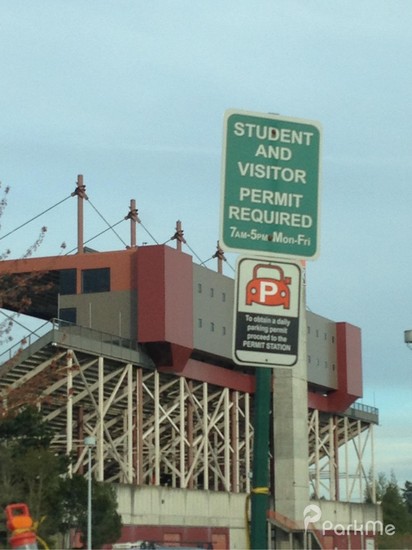 STUDENT
AND
VISITOR
PERMIT
REQUIRED
7AM-5PM Mon-Fri
P
To obtain a daily
parking permit
proceed to the
PERMIT STATION
ParkMe